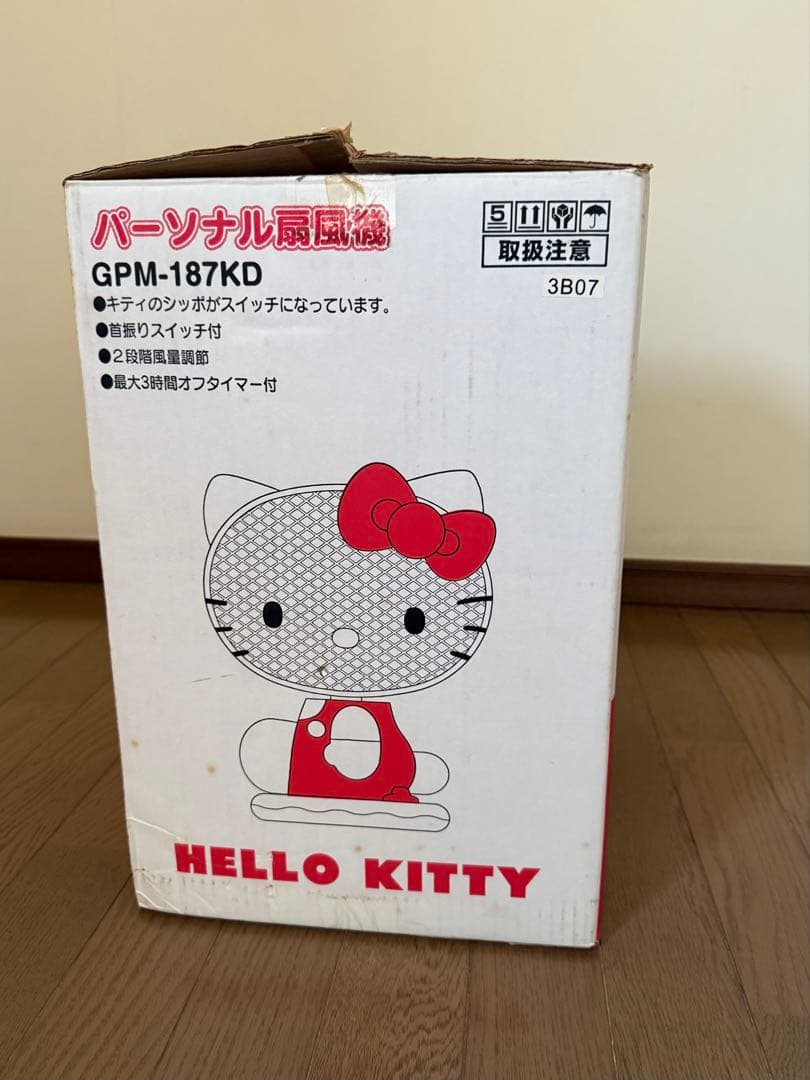 パーソナル扇風機
GPM-187KD
●キティのシッポがスイッチになっています。
●首振りスイッチ付
●2段階風量調節
●最大3時間オフタイマー付
5
取扱注意
3B07
HELLO KITTY